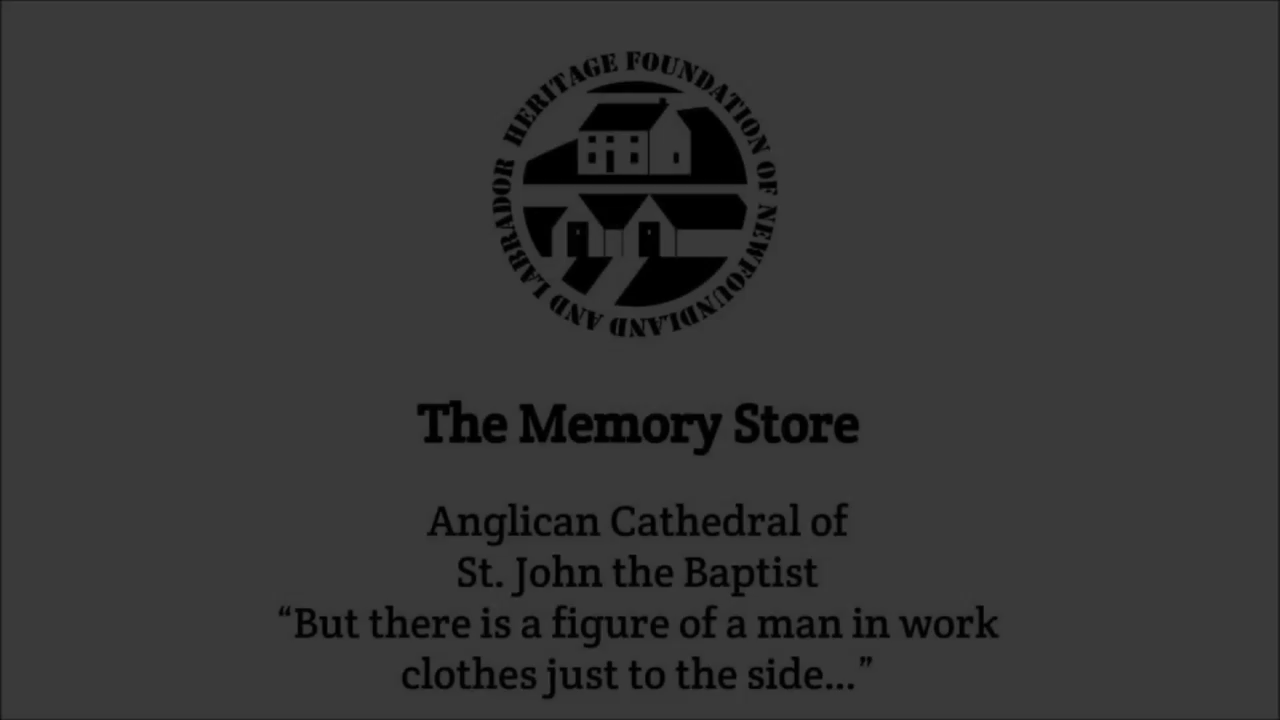 HERITAGE FOUNDATION OF NEWFOUNDLAND AND LABRADOR
The Memory Store
Anglican Cathedral of
St. John the Baptist
“But there is a figure of a man in work
clothes just to the side...”